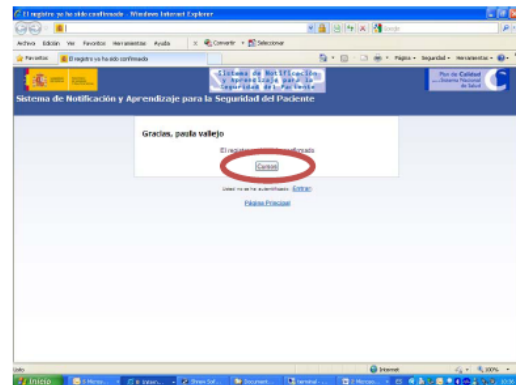 El registro ya ha sido confirmado - Windows Internet Explorer
Archivo Edición Ver Favoritos Herramientas Ayuda
Convertir Seleccionar
Favoritos
El registro ya ha sido confirmado
Página Seguridad Herramientas
Sistema de Notificación
y Aprendizaje para la
Seguridad del Paciente
Plan de Calidad
Sistema Nacional
de Salud
Sistema de Notificación y Aprendizaje para la Seguridad del Paciente
Gracias, paula vallejo
El registro confirmado
Cursos
Usted no se ha autentificado. (Entrar)
Página Principal
Listo
Internet
100%
Inicio